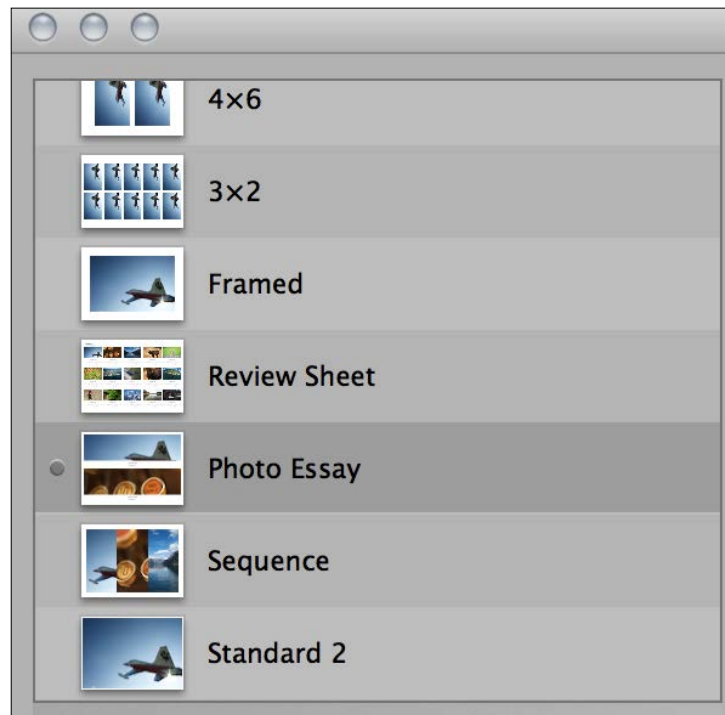 4×6
3×2
Framed
Review Sheet
Photo Essay
Sequence
Standard 2